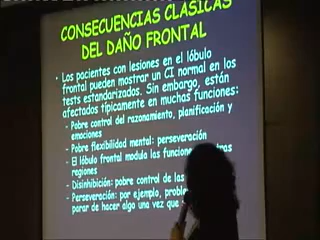 CONSECUENCIAS CLASICAS
DEL DAÑO FRONTAL
• Los pacientes con lesiones en el lóbulo
frontal pueden mostrar un CI normal en los
tests estandarizados. Sin embargo, están
afectados típicamente en muchas funciones:
- Pobre control del razonamiento, planificación y
emociones
- Pobre flexibilidad mental: perseveración
- El lóbulo frontal modula las funciones otras
regiones
- Disinhibición: pobre control de las
- Perseveración: por ejemplo,
parar de hacer algo una vez que